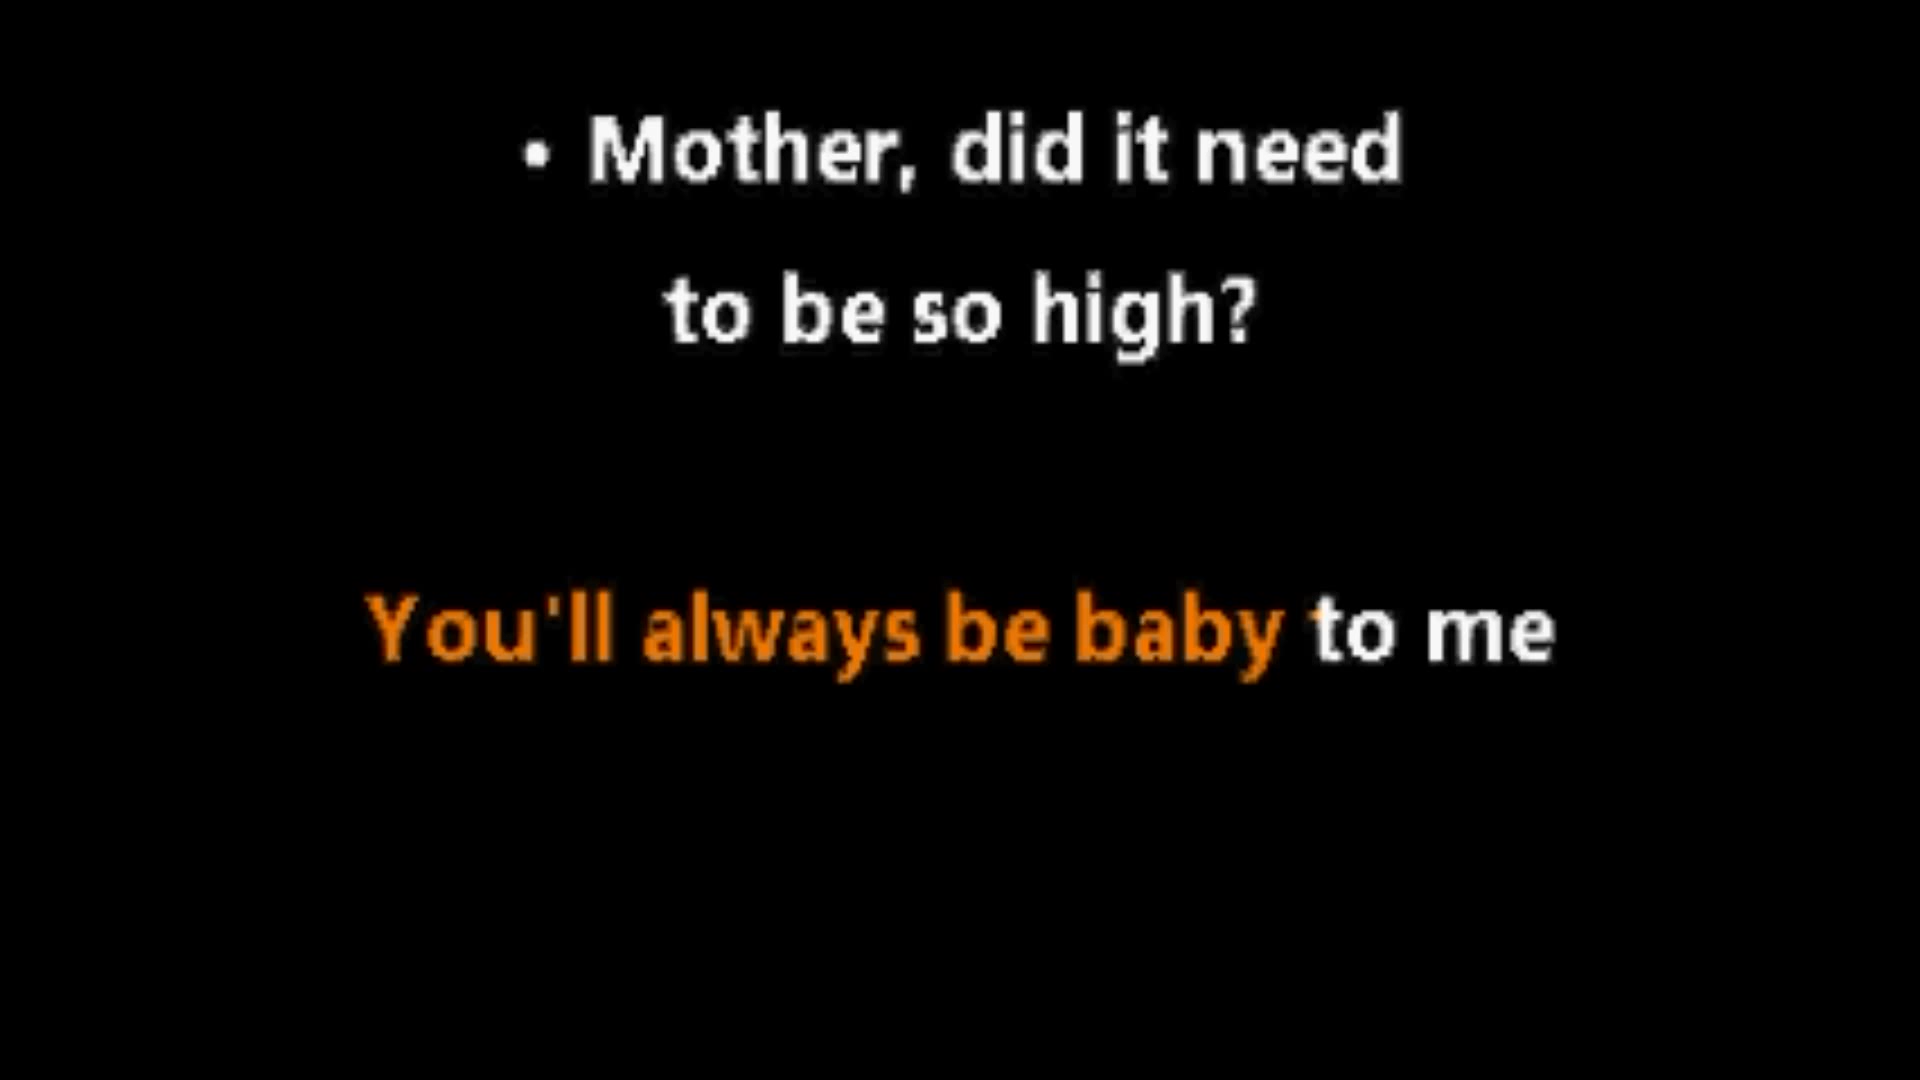 • Mother, did it need
to be so high?
You'll always be baby to me